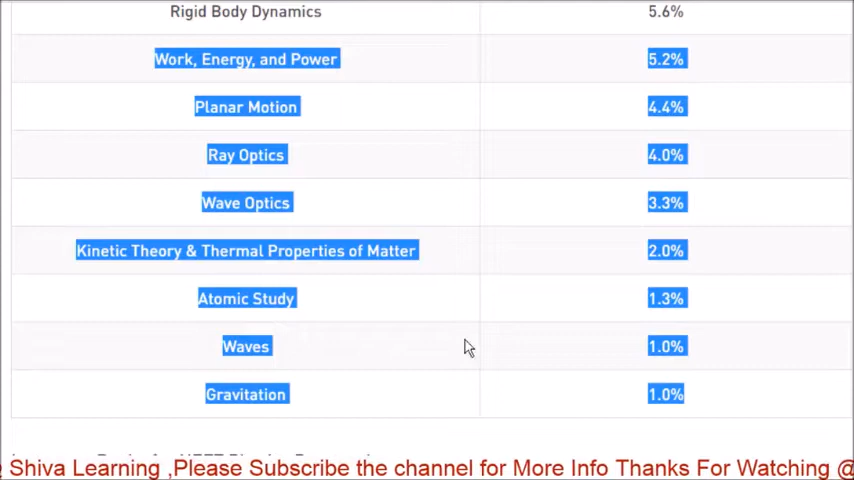 Rigid Body Dynamics 5.6%
Work, Energy, and Power 5.2%
Planar Motion 4.4%
Ray Optics 4.0%
Wave Optics 3.3%
Kinetic Theory & Thermal Properties of Matter 2.0%
Atomic Study 1.3%
Waves 1.0%
Gravitation 1.0%
Shiva Learning ,Please Subscribe the channel for More Info Thanks For Watching @